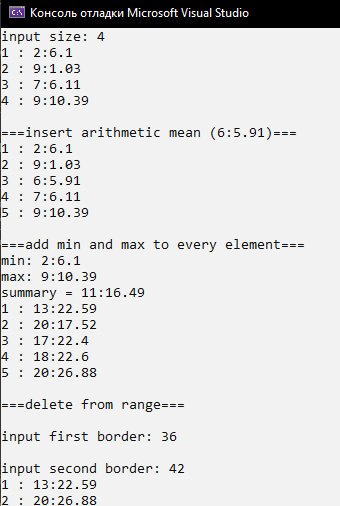 Консоль отладки Microsoft Visual Studio
input size: 4
1 : 2:6.1
2 : 9:1.03
3 : 7:6.11
4 : 9:10.39
===insert arithmetic mean (6:5.91)===
1 : 2:6.1
2 : 9:1.03
3 : 6:5.91
4 : 7:6.11
5 : 9:10.39
===add min and max to every element===
min: 2:6.1
max: 9:10.39
summary = 11:16.49
1 : 13:22.59
2 : 20:17.52
3 : 17:22.4
4 : 18:22.6
5 : 20:26.88
===delete from range===
input first border: 36
input second border: 42
1 : 13:22.59
2 : 20:26.88